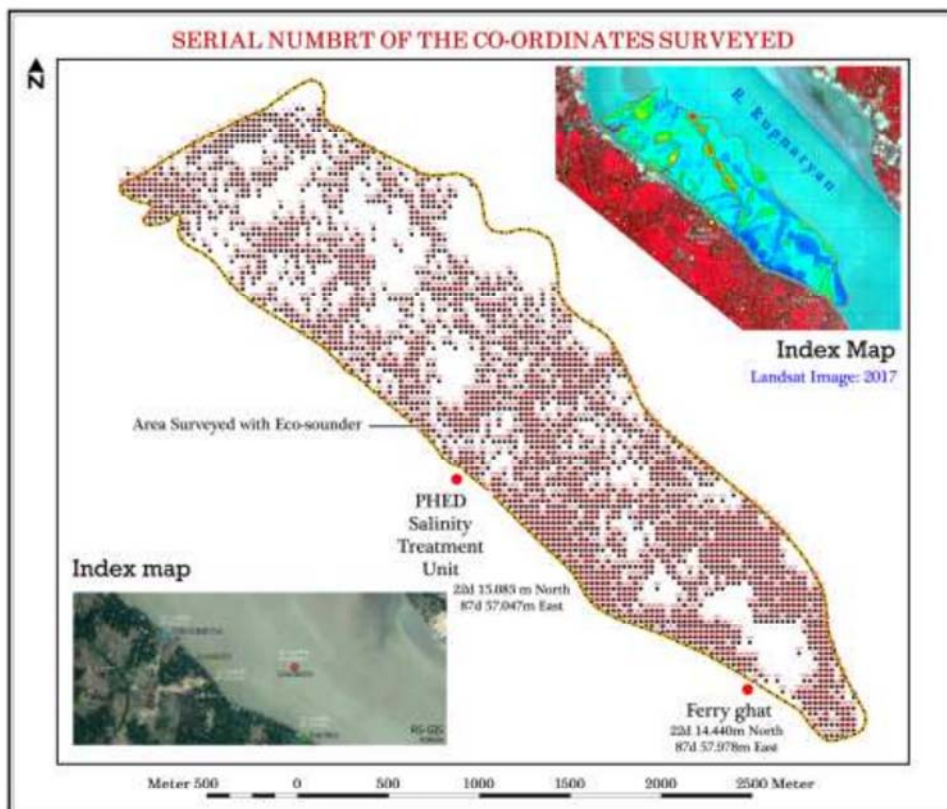 SERIAL NUMBRT OF THE CO-ORDINATES SURVEYED
N
R. Rupnaryan
Index Map
Landsat Image: 2017
Area Surveyed with Eco-sounder
PHED
Salinity
Treatment
Unit
22d 15.083 m North
87d 57.047m East
Index map
RS-GIS
Ferry ghat
22d 14.440m North
87d 57.978m East
Meter 500 0 500 1000 1500 2000 2500 Meter